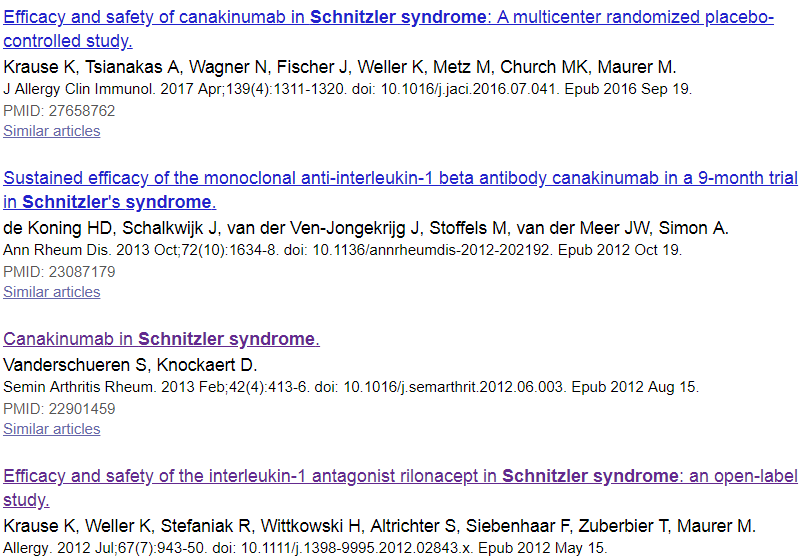 Efficacy and safety of canakinumab in Schnitzler syndrome: A multicenter randomized placebo-
controlled study.
Krause K, Tsianakas A, Wagner N, Fischer J, Weller K, Metz M, Church MK, Maurer M.
J Allergy Clin Immunol. 2017 Apr;139(4):1311-1320. doi: 10.1016/j.jaci.2016.07.041. Epub 2016 Sep 19.
PMID: 27658762
Similar articles
Sustained efficacy of the monoclonal anti-interleukin-1 beta antibody canakinumab in a 9-month trial
in Schnitzler's syndrome.
de Koning HD, Schalkwijk J, van der Ven-Jongekrijg J, Stoffels M, van der Meer JW, Simon A.
Ann Rheum Dis. 2013 Oct;72(10):1634-8. doi: 10.1136/annrheumdis-2012-202192. Epub 2012 Oct 19.
PMID: 23087179
Similar articles
Canakinumab in Schnitzler syndrome.
Vanderschueren S, Knockaert D.
Semin Arthritis Rheum. 2013 Feb;42(4):413-6. doi: 10.1016/j.semarthrit.2012.06.003. Epub 2012 Aug 15.
PMID: 22901459
Similar articles
Efficacy and safety of the interleukin-1 antagonist rilonacept in Schnitzler syndrome: an open-label
study.
Krause K, Weller K, Stefaniak R, Wittkowski H, Altrichter S, Siebenhaar F, Zuberbier T, Maurer M.
Allergy. 2012 Jul;67(7):943-50. doi: 10.1111/j.1398-9995.2012.02843.x. Epub 2012 May 15.